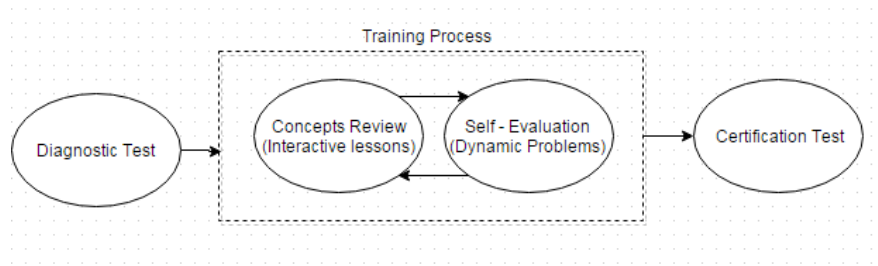 Training Process
Diagnostic Test
Concepts Review
(Interactive lessons)
Self - Evaluation
(Dynamic Problems)
Certification Test